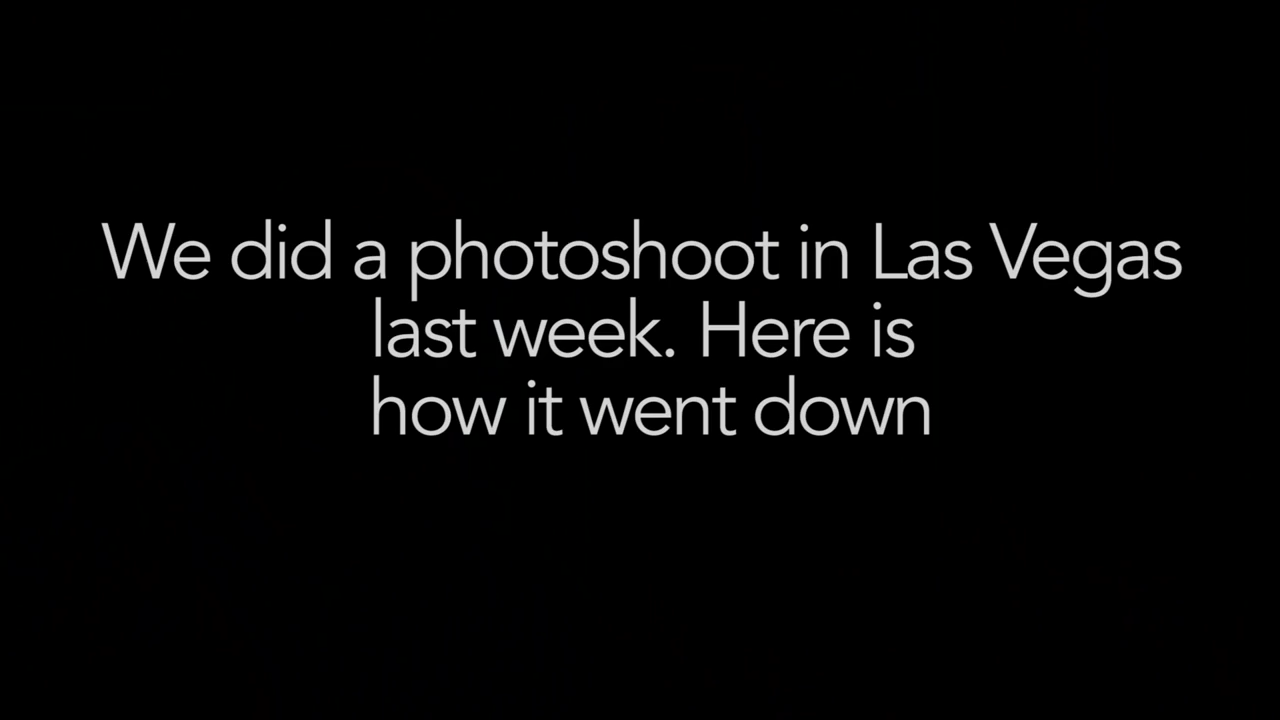 We did a photoshoot in Las Vegas
last week. Here is
how it went down